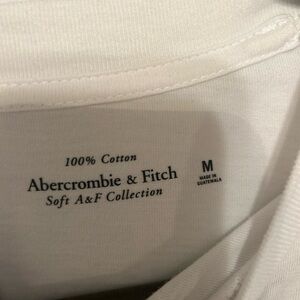 100% Cotton
Abercrombie & Fitch
Soft A&F Collection
M
MADE IN
GUATEMALA